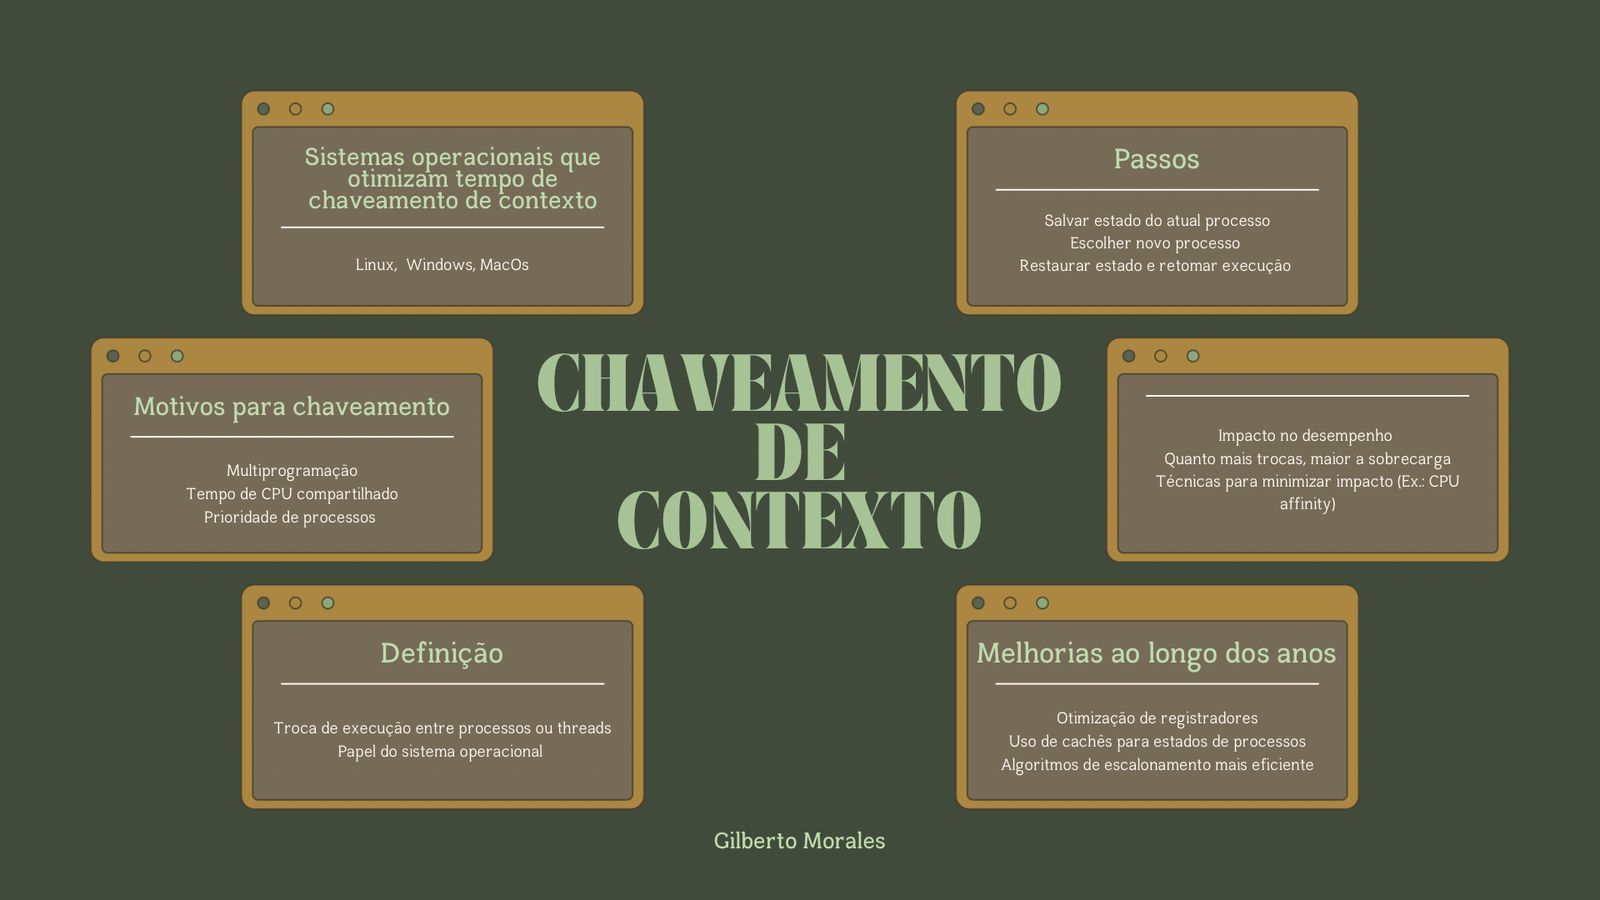 Sistemas operacionais que
otimizam tempo de
chaveamento de contexto
Linux, Windows, MacOs
Passos
Salvar estado do atual processo
Escolher novo processo
Restaurar estado e retomar execução
Motivos para chaveamento
Multiprogramação
Tempo de CPU compartilhado
Prioridade de processos
CHAVEAMENTO
DE
CONTEXTO
Impacto no desempenho
Quanto mais trocas, maior a sobrecarga
Técnicas para minimizar impacto (Ex.: CPU
affinity)
Definição
Troca de execução entre processos ou threads
Papel do sistema operacional
Melhorias ao longo dos anos
Otimização de registradores
Uso de cachês para estados de processos
Algoritmos de escalonamento mais eficiente
Gilberto Morales